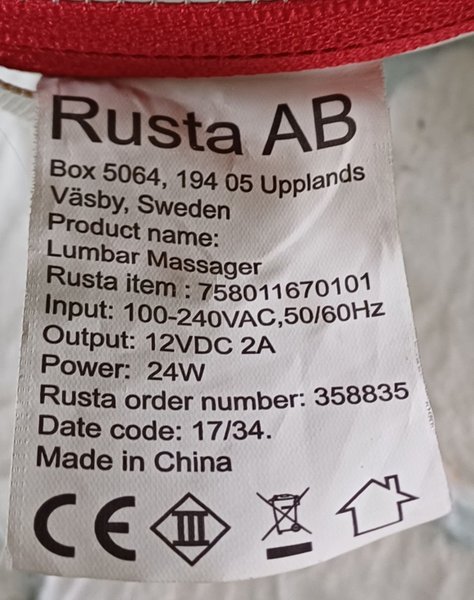 Rusta AB
Box 5064, 194 05 Upplands
Väsby, Sweden
Product name:
Lumbar Massager
Rusta item : 758011670101
Input: 100-240VAC,50/60Hz
Output: 12VDC 2A
Power: 24W
Rusta order number: 358835
Date code: 17/34.
Made in China
CE III